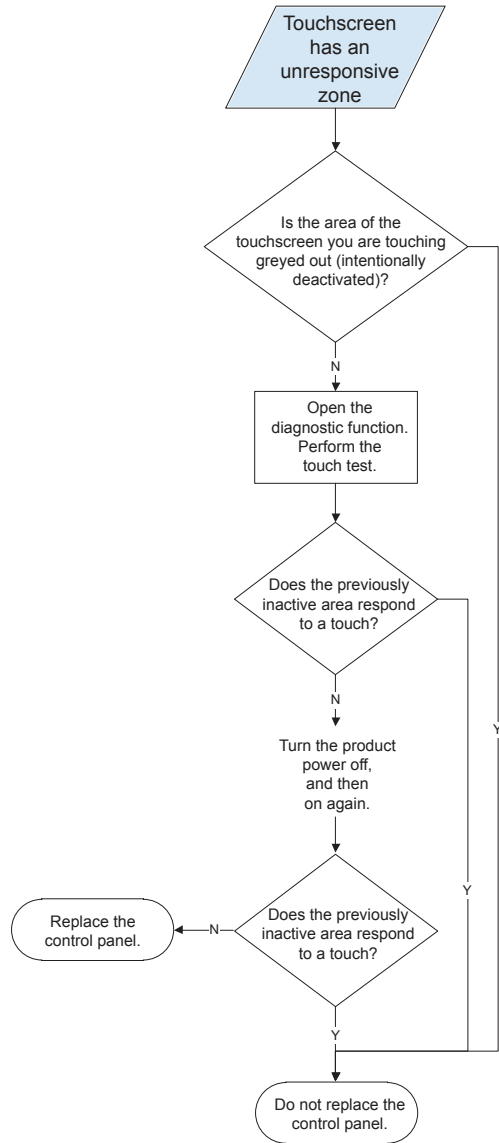 Touchscreen
has an
unresponsive
zone
Is the area of the
touchscreen you are touching
greyed out (intentionally
deactivated)?
N
Open the
diagnostic function.
Perform the
touch test.
Does the previously
inactive area respond
to a touch?
N
Y
Turn the product
power off,
and then
on again.
Y
Does the previously
inactive area respond
to a touch?
N
Replace the
control panel.
Y
Do not replace the
control panel.